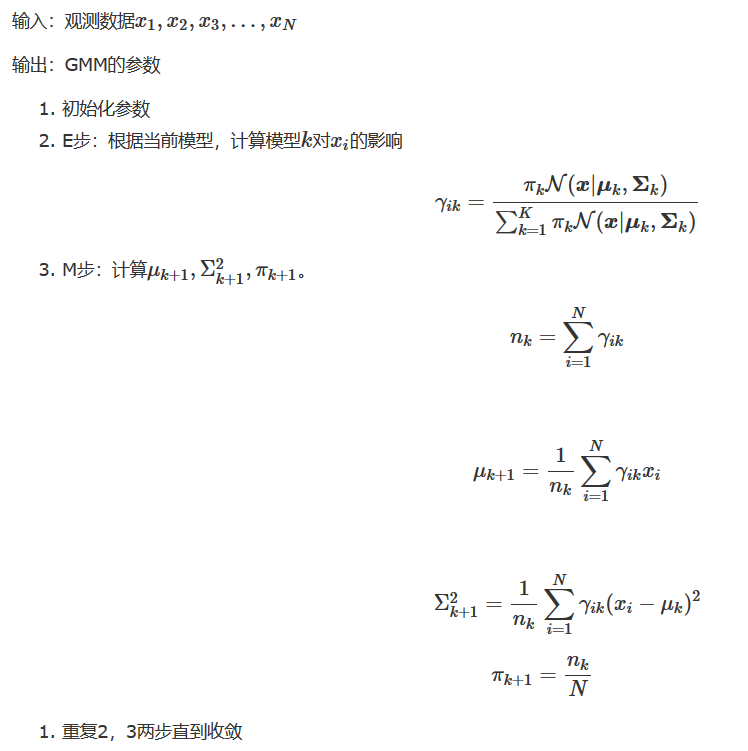 输入：观测数据$x_1, x_2, x_3, \ldots, x_N$
输出：GMM的参数
1. 初始化参数
2. E步：根据当前模型，计算模型$k$对$x_i$的影响
$\gamma_{ik} = \frac{\pi_k \mathcal{N}(\boldsymbol{x}|\boldsymbol{\mu}_k, \boldsymbol{\Sigma}_k)}{\sum_{k=1}^{K} \pi_k \mathcal{N}(\boldsymbol{x}|\boldsymbol{\mu}_k, \boldsymbol{\Sigma}_k)}$
3. M步：计算$\mu_{k+1}, \Sigma_{k+1}^2, \pi_{k+1}$。
$n_k = \sum_{i=1}^{N} \gamma_{ik}$
$\mu_{k+1} = \frac{1}{n_k} \sum_{i=1}^{N} \gamma_{ik} x_i$
$\Sigma_{k+1}^2 = \frac{1}{n_k} \sum_{i=1}^{N} \gamma_{ik} (x_i - \mu_k)^2$
$\pi_{k+1} = \frac{n_k}{N}$
1. 重复2，3两步直到收敛